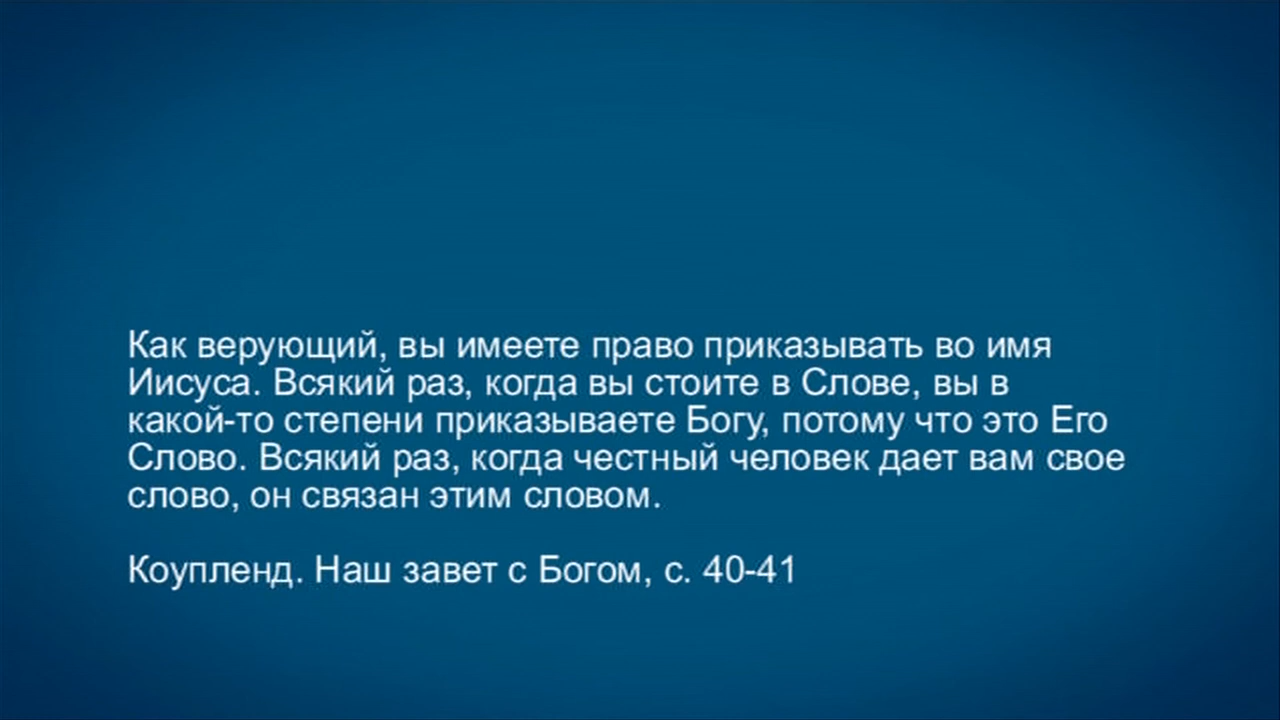 Как верующий, вы имеете право приказывать во имя
Иисуса. Всякий раз, когда вы стоите в Слове, вы в
какой-то степени приказываете Богу, потому что это Его
Слово. Всякий раз, когда честный человек дает вам свое
слово, он связан этим словом.
Коупленд. Наш завет с Богом, с. 40-41